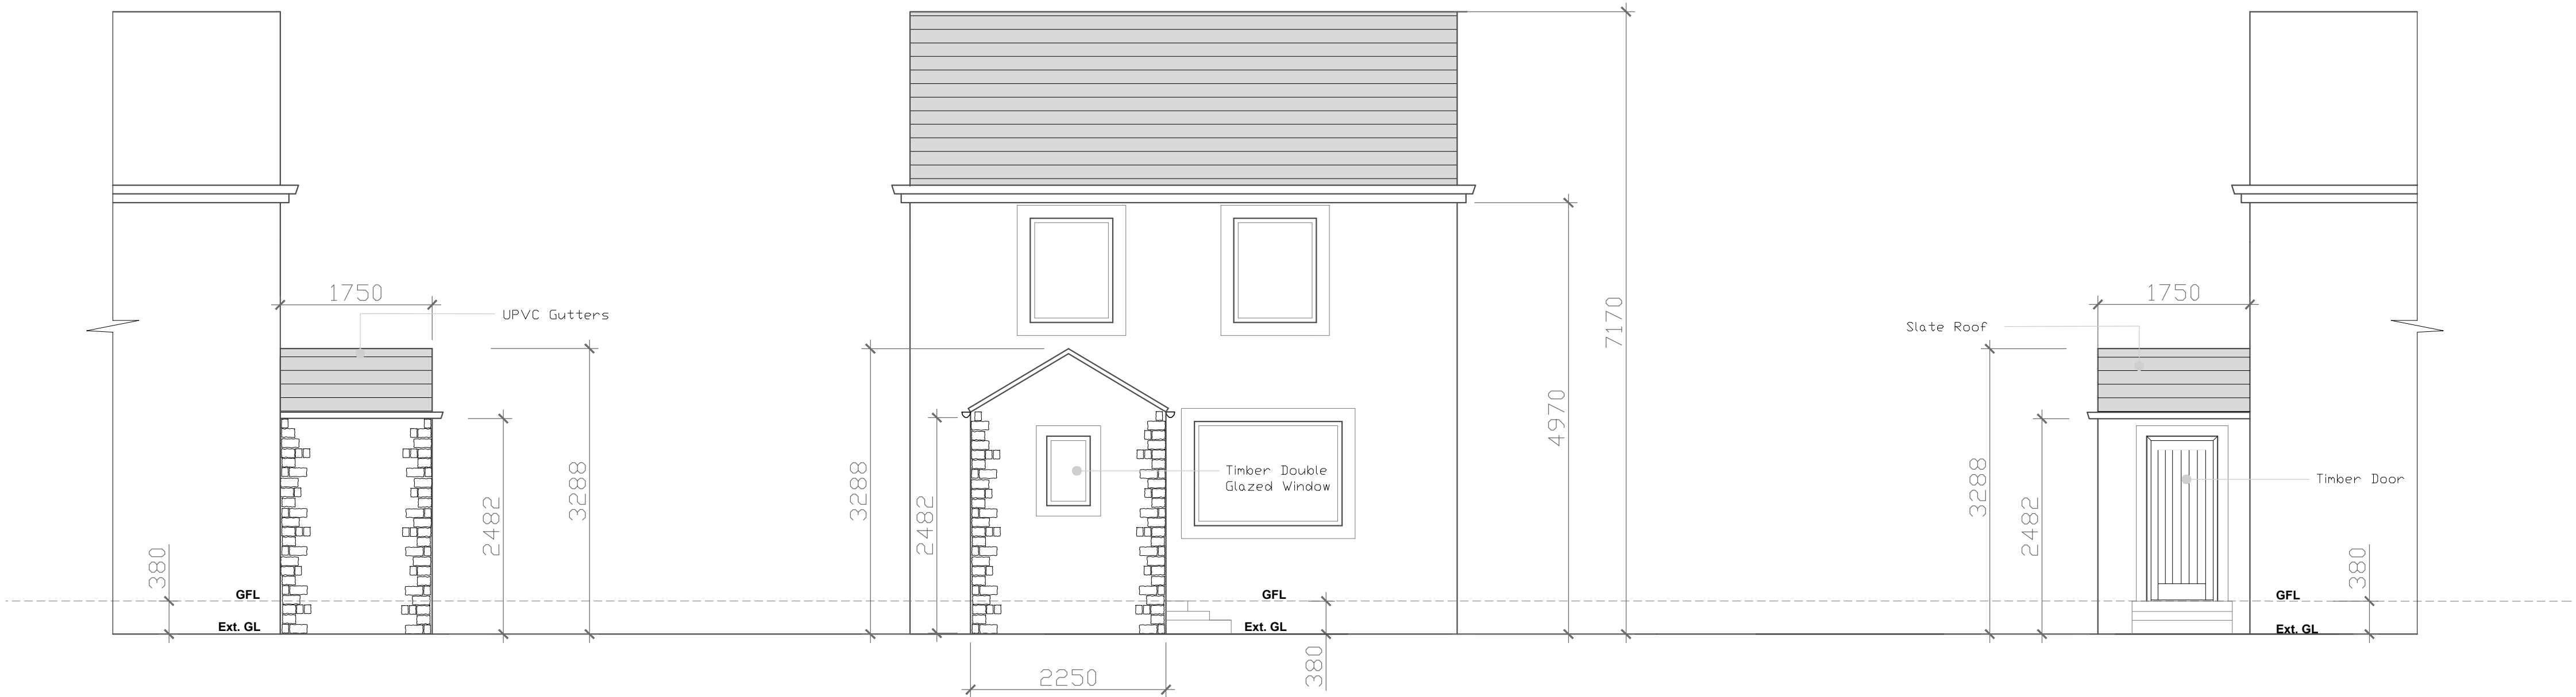 1750
UPVC Gutters
3288
2482
380
GFL
Ext. GL
7170
4970
3288
2482
Timber Double
Glazed Window
GFL
Ext. GL
380
2250
1750
Slate Roof
3288
2482
Timber Door
380
GFL
Ext. GL